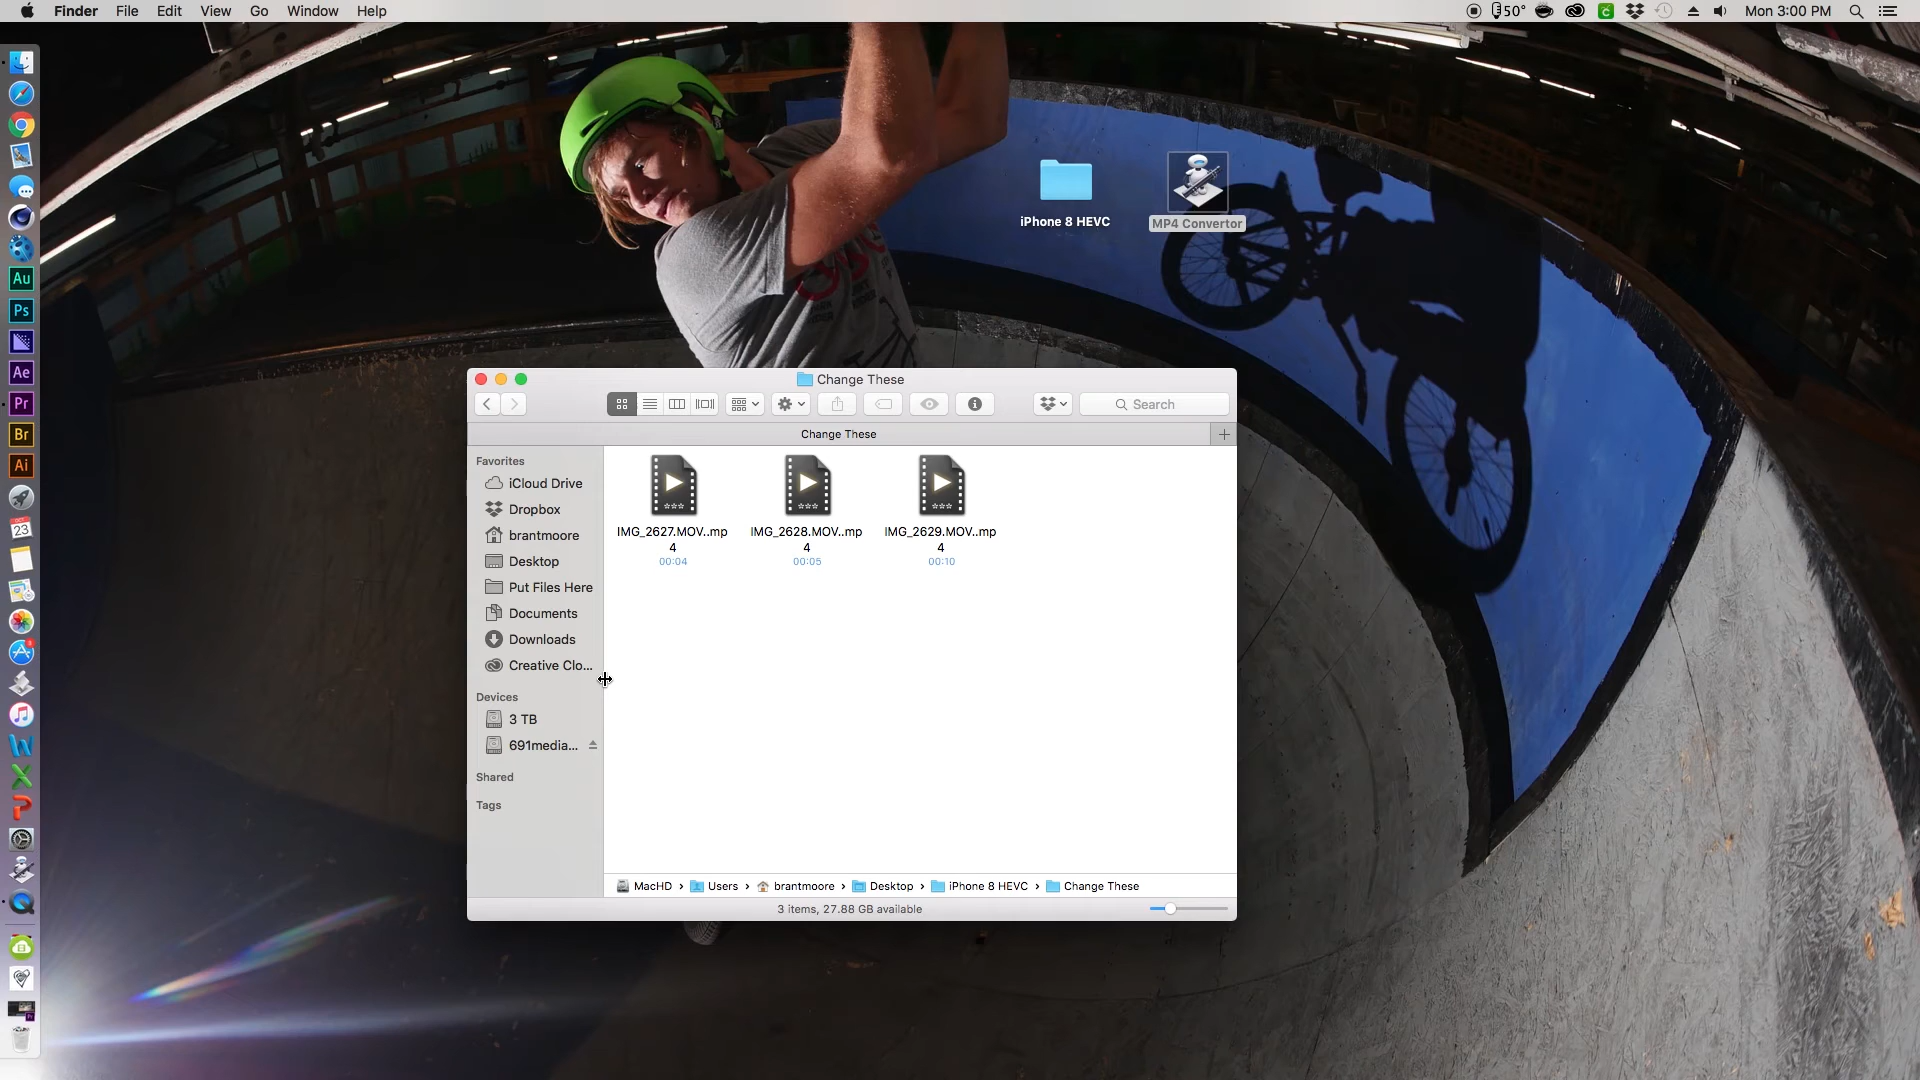 Finder File Edit View Go Window Help
50° Mon 3:00 PM
Au
Ps
Ae
Pr
Br
Ai
23
iPhone 8 HEVC
MP4 Convertor
Change These
Search
Change These
Favorites
iCloud Drive
Dropbox
brantmoore
Desktop
Put Files Here
Documents
Downloads
Creative Clo...
Devices
3 TB
691media...
Shared
Tags
IMG_2627.MOV..mp
4
00:04
IMG_2628.MOV..mp
4
00:05
IMG_2629.MOV..mp
4
00:10
MacHD › Users › brantmoore › Desktop › iPhone 8 HEVC › Change These
3 items, 27.88 GB available